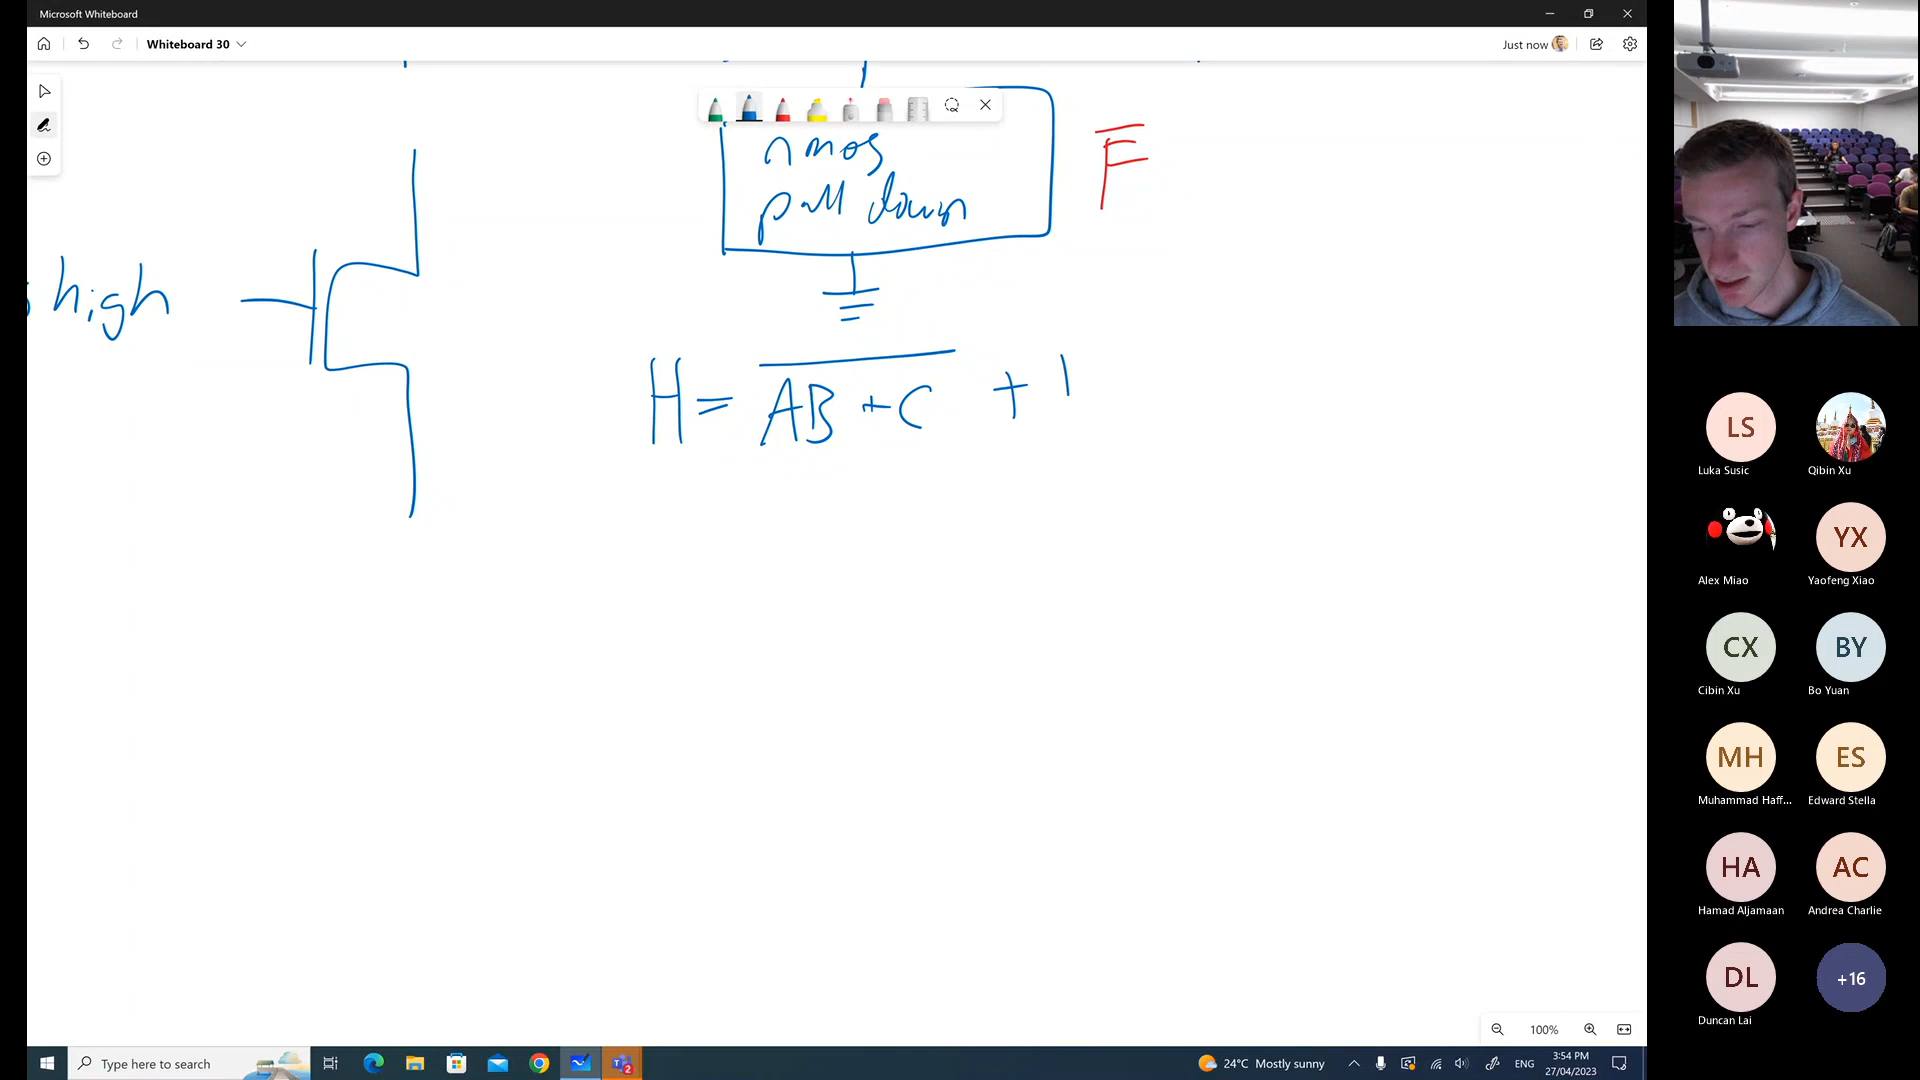 Microsoft Whiteboard
Whiteboard 30
Just now
nmos
pull down
F̅
high
H = \overline{AB + C} +
LS
Luka Susic
Qibin Xu
YX
Alex Miao
Yaofeng Xiao
CX
BY
Cibin Xu
Bo Yuan
MH
ES
Muhammad Haff...
Edward Stella
HA
AC
Hamad Aljamaan
Andrea Charlie
DL
+16
Duncan Lai
100%
Type here to search
2
24°C Mostly sunny
ENG
3:54 PM
27/04/2023